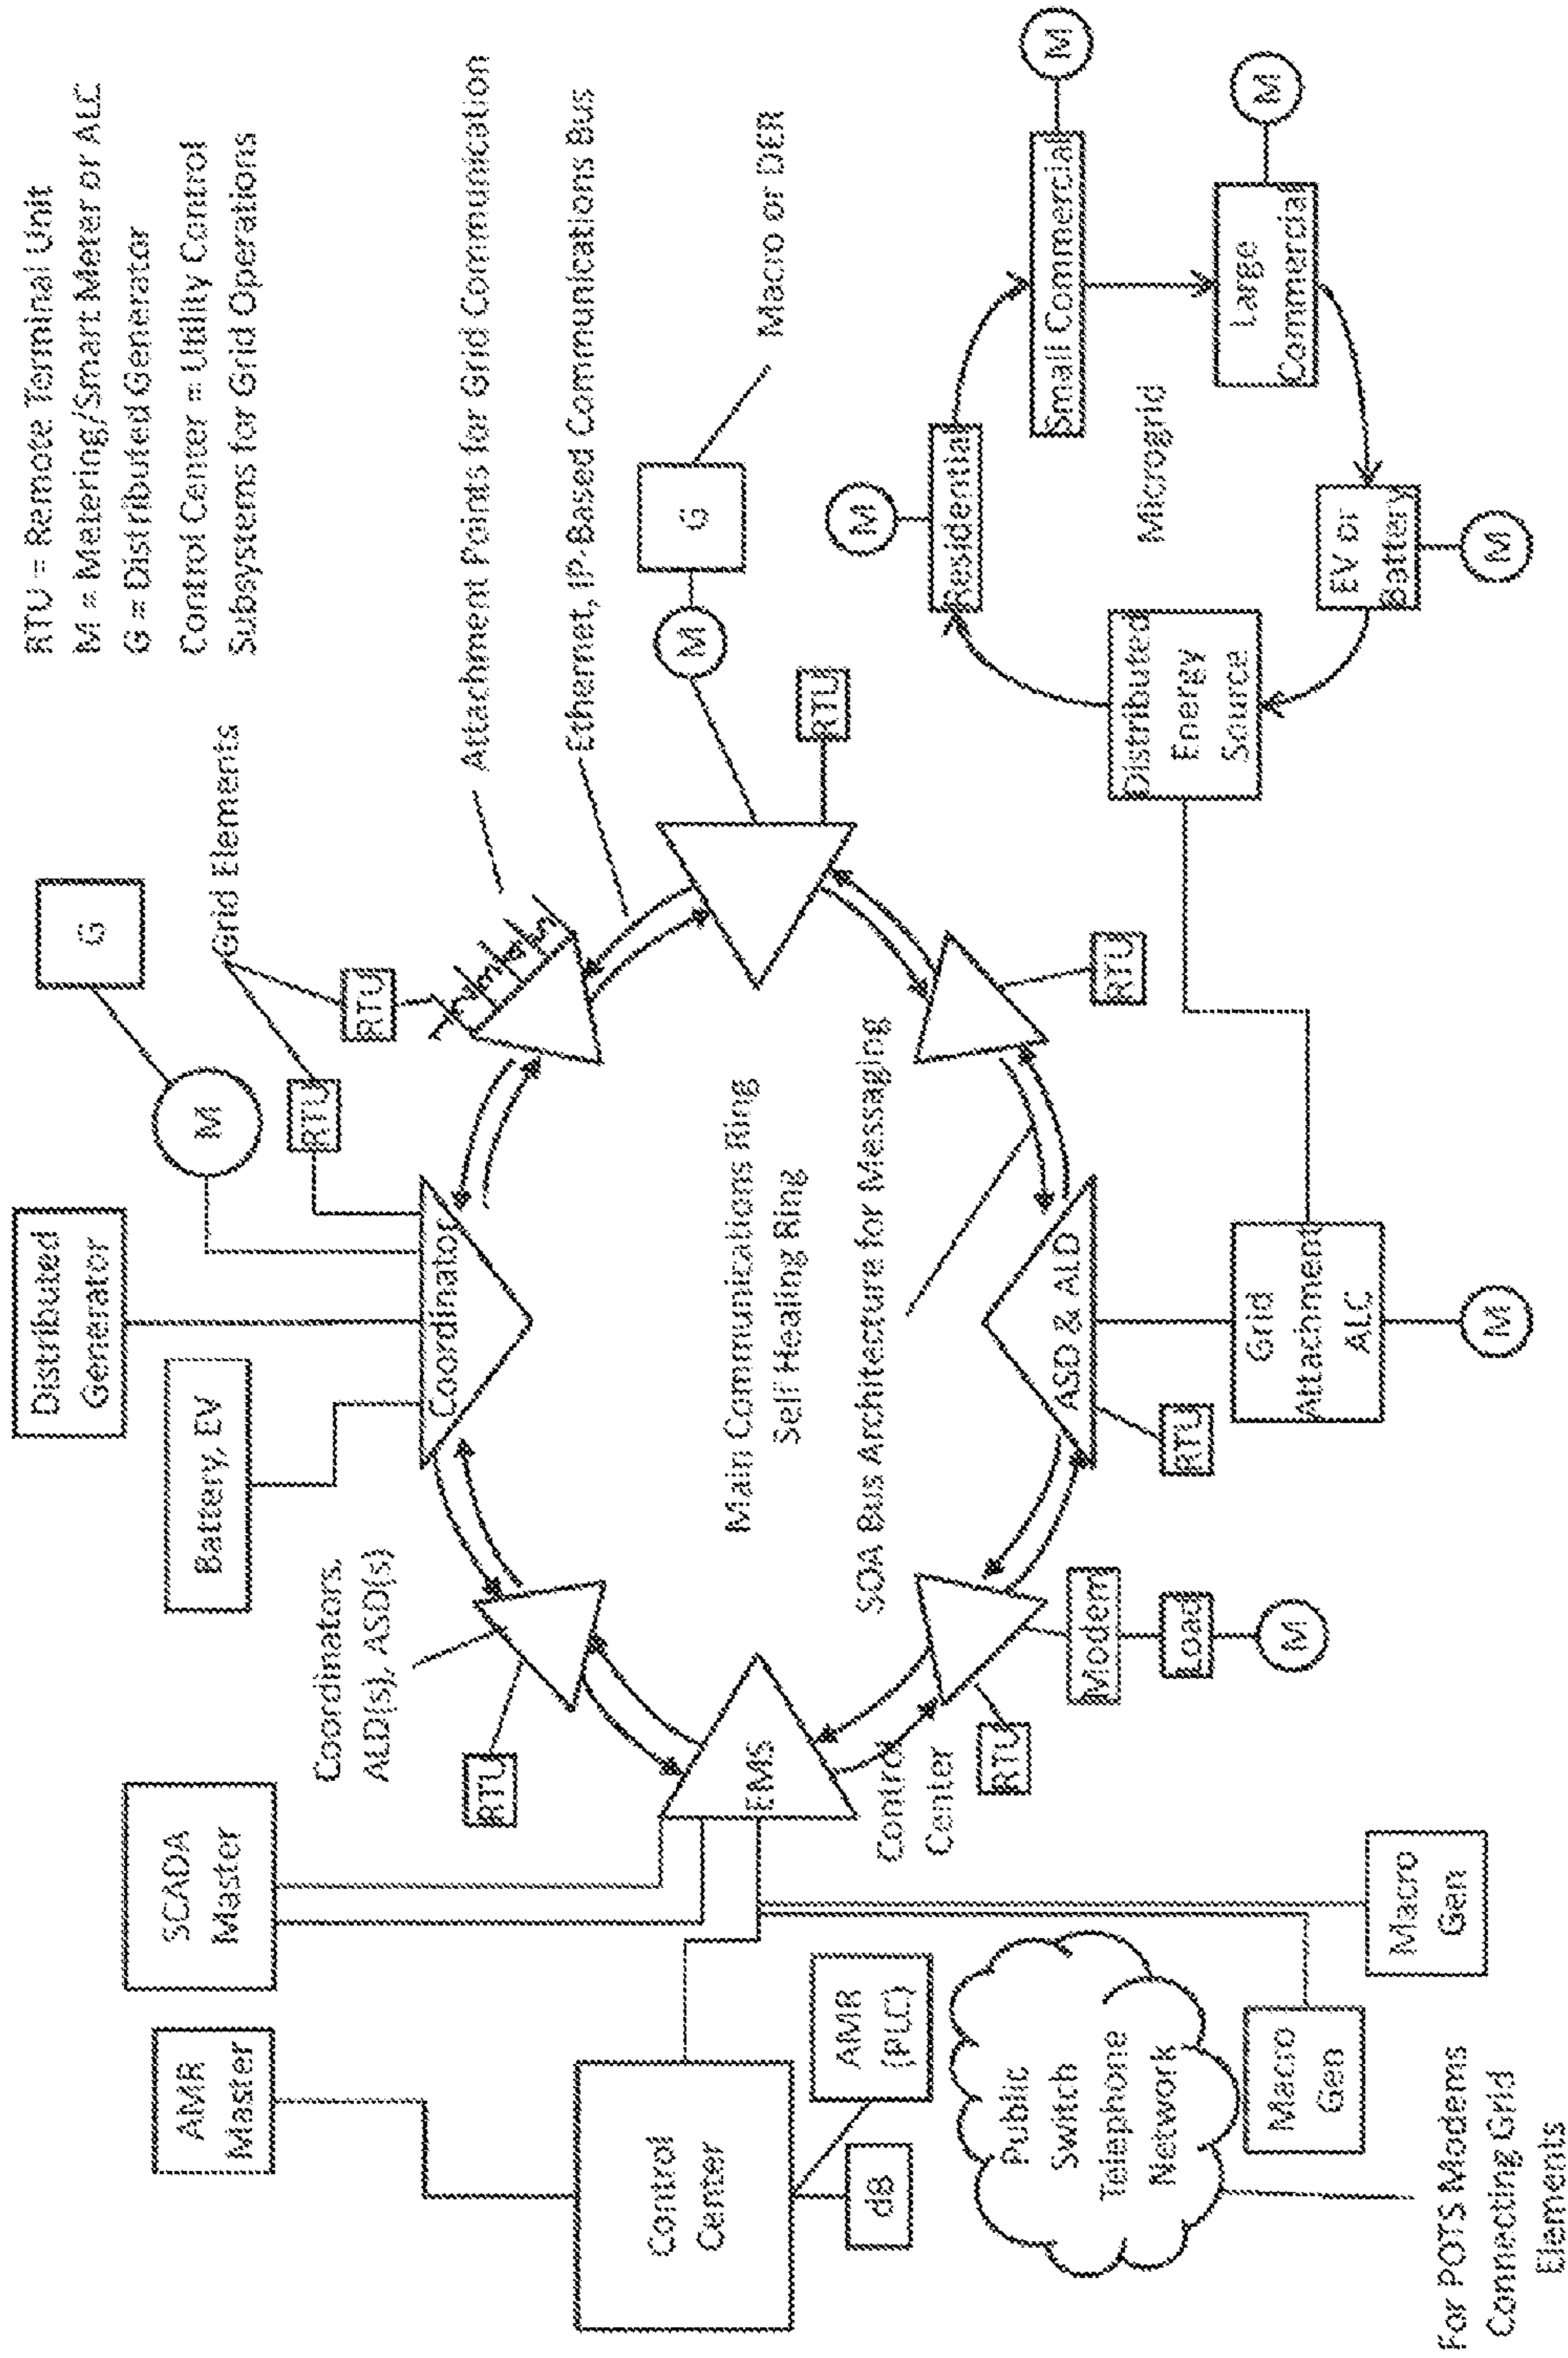 RTU = Remote Terminal Unit
M = Metering/Smart Meter or ALC
G = Distributed Generator
Control Center = Utility Control
Subsystems for Grid Operations
AMR
Master
SCADA
Master
Battery, EV
Distributed
Generator
M
G
RTU
RTU
Grid Elements
Coordinators,
ALD(s), ASD(s)
RTU
Coordinator
Attachment Points for Grid Communication
Ethernet, IP-Based Communications Bus
Control
Center
EMS
Main Communications Ring
Self Healing Ring
SOA Bus Architecture for Messaging
M
G
Macro or DER
RTU
AMR
(PLC)
dB
Control
Center
RTU
Public
Switch
Telephone
Network
Macro
Gen
Macro
Gen
Modem
Load
M
ASD & ALD
RTU
RTU
Grid
Attachment
ALC
M
Distributed
Energy
Source
Residential
M
Small Commercial
M
Microgrid
Large
Commercial
M
EV or
Battery
M
For POTS Modems
Connecting Grid
Elements